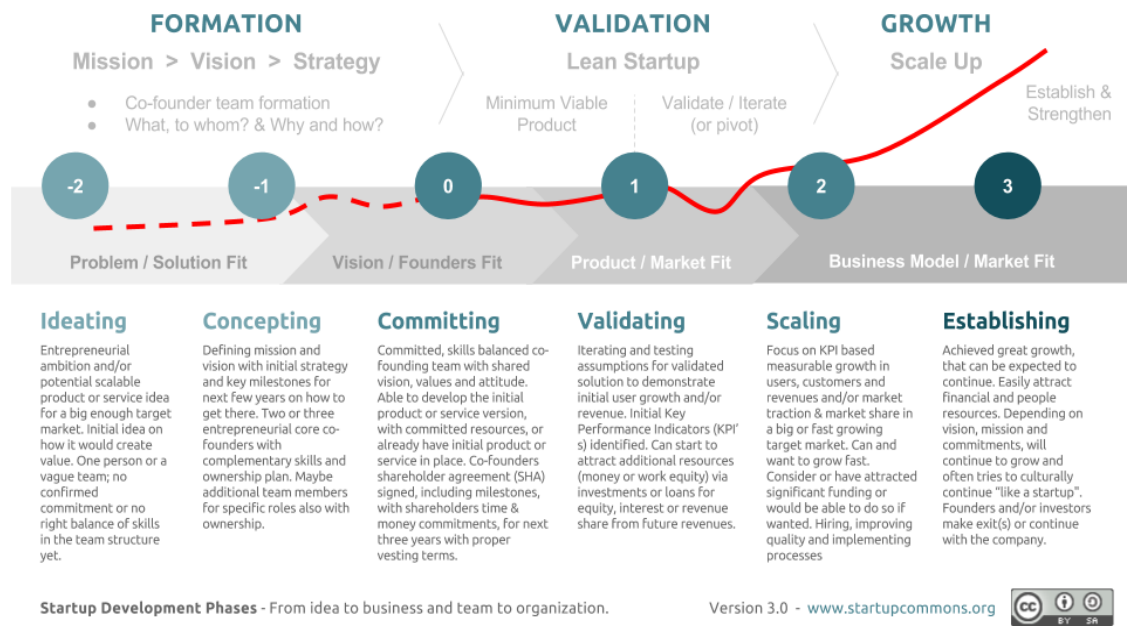 FORMATION
VALIDATION
GROWTH
Mission > Vision > Strategy
Lean Startup
Scale Up
● Co-founder team formation
● What, to whom? & Why and how?
Minimum Viable
Product
Validate / Iterate
(or pivot)
Establish &
Strengthen
-2
-1
0
1
2
3
Problem / Solution Fit
Vision / Founders Fit
Product / Market Fit
Business Model / Market Fit
Ideating
Entrepreneurial
ambition and/or
potential scalable
product or service idea
for a big enough target
market. Initial idea on
how it would create
value. One person or a
vague team; no
confirmed
commitment or no
right balance of skills
in the team structure
yet.
Concepting
Defining mission and
vision with initial strategy
and key milestones for
next few years on how to
get there. Two or three
entrepreneurial core co-
founders with
complementary skills and
ownership plan. Maybe
additional team members
for specific roles also with
ownership.
Committing
Committed, skills balanced co-
founding team with shared
vision, values and attitude.
Able to develop the initial
product or service version,
with committed resources, or
already have initial product or
service in place. Co-founders
shareholder agreement (SHA)
signed, including milestones,
with shareholders time &
money commitments, for next
three years with proper
vesting terms.
Validating
Iterating and testing
assumptions for validated
solution to demonstrate
initial user growth and/or
revenue. Initial Key
Performance Indicators (KPI'
s) identified. Can start to
attract additional resources
(money or work equity) via
investments or loans for
equity, interest or revenue
share from future revenues.
Scaling
Focus on KPI based
measurable growth in
users, customers and
revenues and/or market
traction & market share in
a big or fast growing
target market. Can and
want to grow fast.
Consider or have attracted
significant funding or
would be able to do so if
wanted. Hiring, improving
quality and implementing
processes
Establishing
Achieved great growth,
that can be expected to
continue. Easily attract
financial and people
resources. Depending on
vision, mission and
commitments, will
continue to grow and
often tries to culturally
continue "like a startup".
Founders and/or investors
make exit(s) or continue
with the company.
Startup Development Phases - From idea to business and team to organization.
Version 3.0 - www.startupcommons.org
cc
BY SA